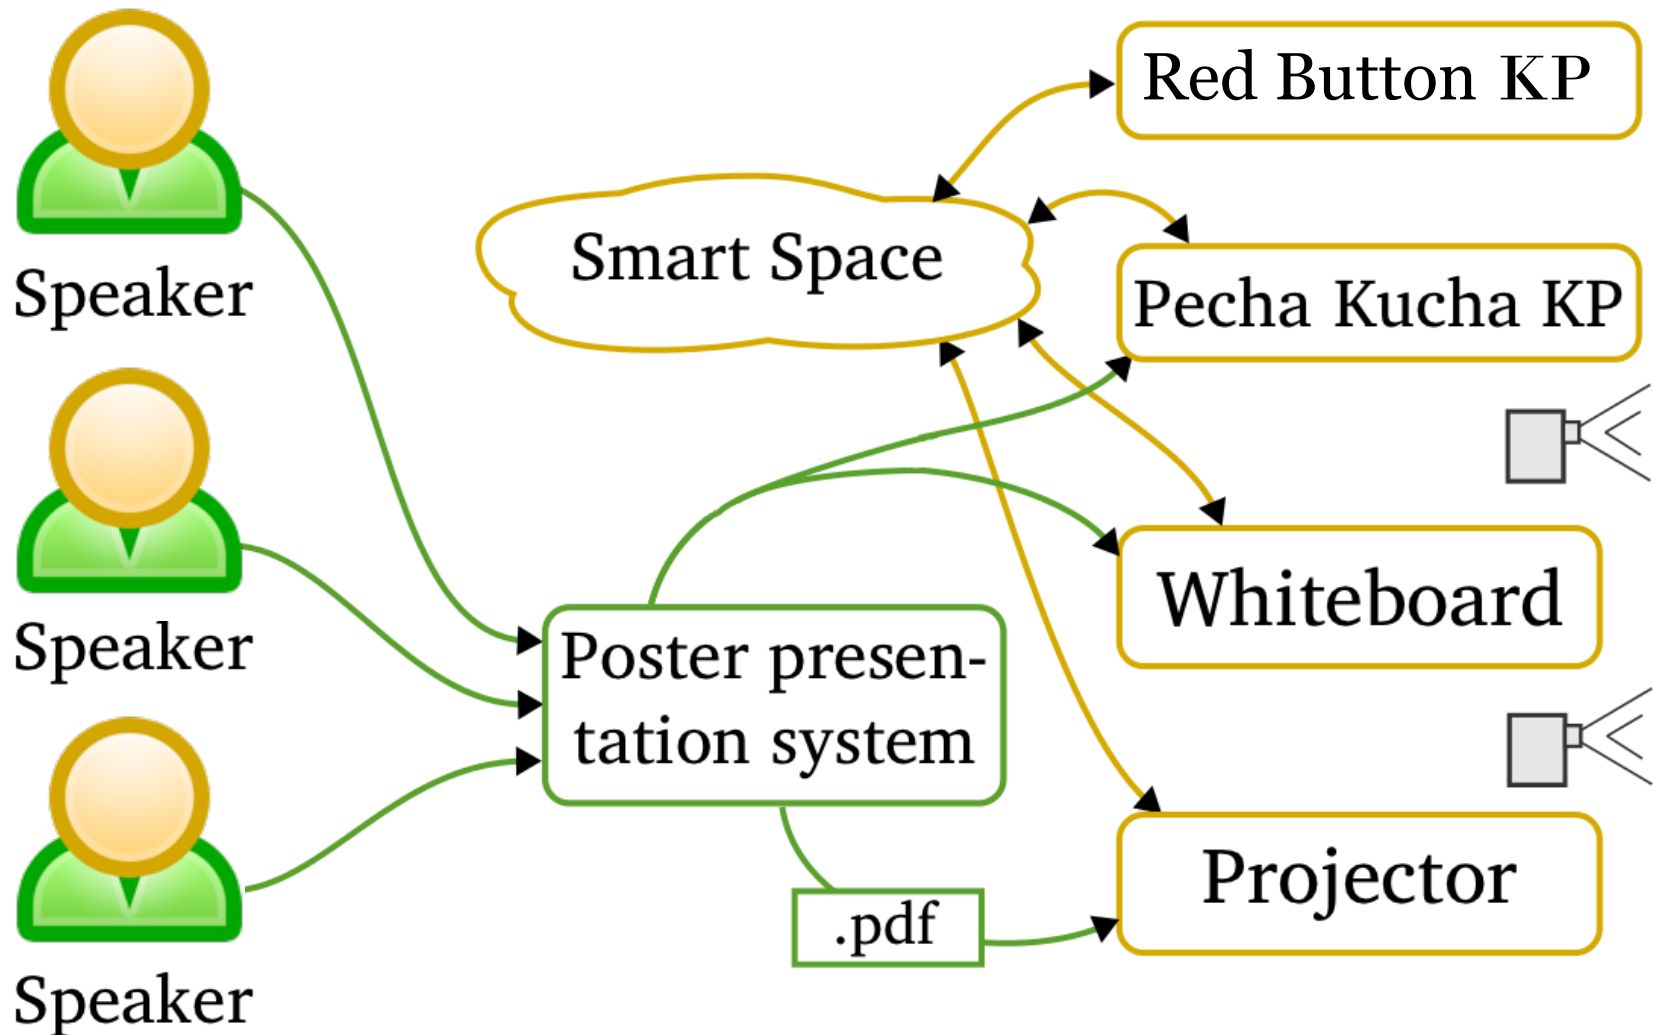 Speaker
Speaker
Speaker
Smart Space
Poster presen-
tation system
.pdf
Red Button KP
Pecha Kucha KP
Whiteboard
Projector